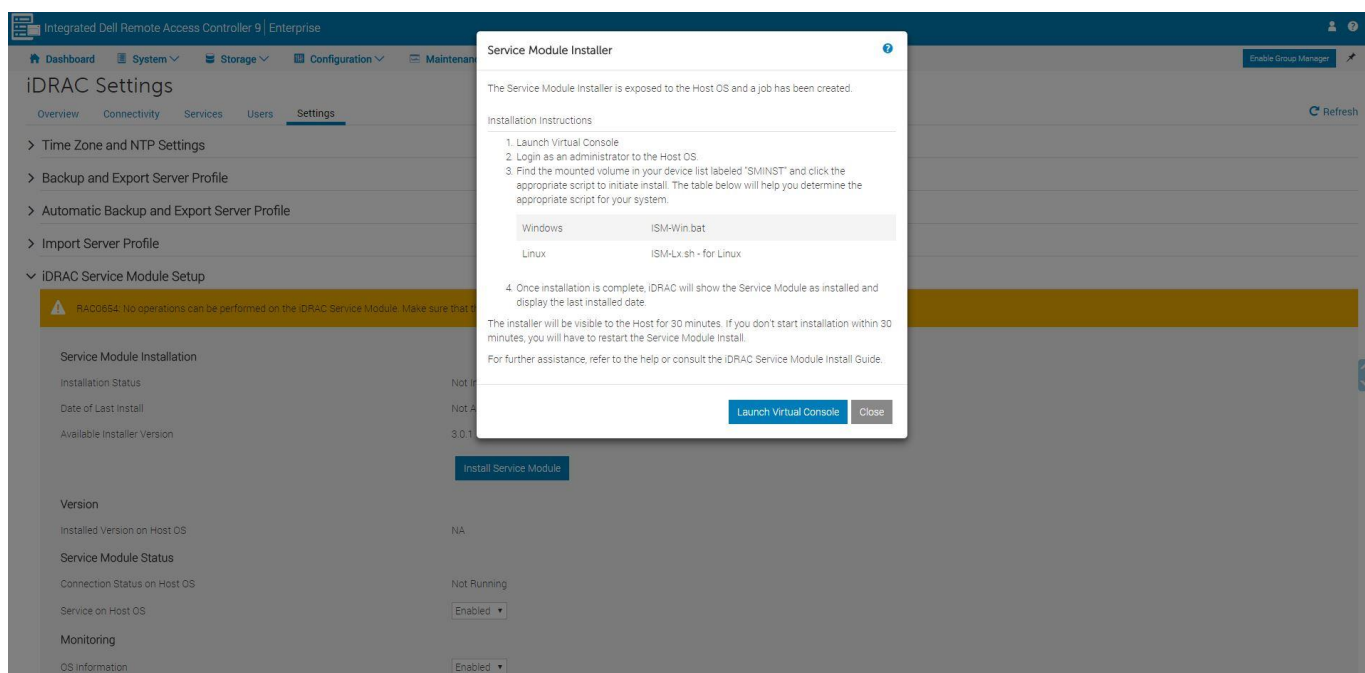 Integrated Dell Remote Access Controller 9 | Enterprise
Dashboard System Storage Configuration Maintenan
Enable Group Manager
iDRAC Settings
Overview Connectivity Services Users Settings
Refresh
Time Zone and NTP Settings
Backup and Export Server Profile
Automatic Backup and Export Server Profile
Import Server Profile
iDRAC Service Module Setup
RAC0654: No operations can be performed on the iDRAC Service Module. Make sure that t
Service Module Installation
Installation Status Not In
Date of Last Install Not A
Available Installer Version 3.0.1
Install Service Module
Version
Installed Version on Host OS NA
Service Module Status
Connection Status on Host OS Not Running
Service on Host OS Enabled
Monitoring
OS Information Enabled
Service Module Installer
The Service Module Installer is exposed to the Host OS and a job has been created.
Installation Instructions
1. Launch Virtual Console
2. Login as an administrator to the Host OS.
3. Find the mounted volume in your device list labeled "SMINST" and click the
appropriate script to initiate install. The table below will help you determine the
appropriate script for your system.
Windows ISM-Win.bat
Linux ISM-Lx.sh - for Linux
4. Once installation is complete, iDRAC will show the Service Module as installed and
display the last installed date.
The installer will be visible to the Host for 30 minutes. If you don't start installation within 30
minutes, you will have to restart the Service Module Install.
For further assistance, refer to the help or consult the iDRAC Service Module Install Guide.
Launch Virtual Console Close